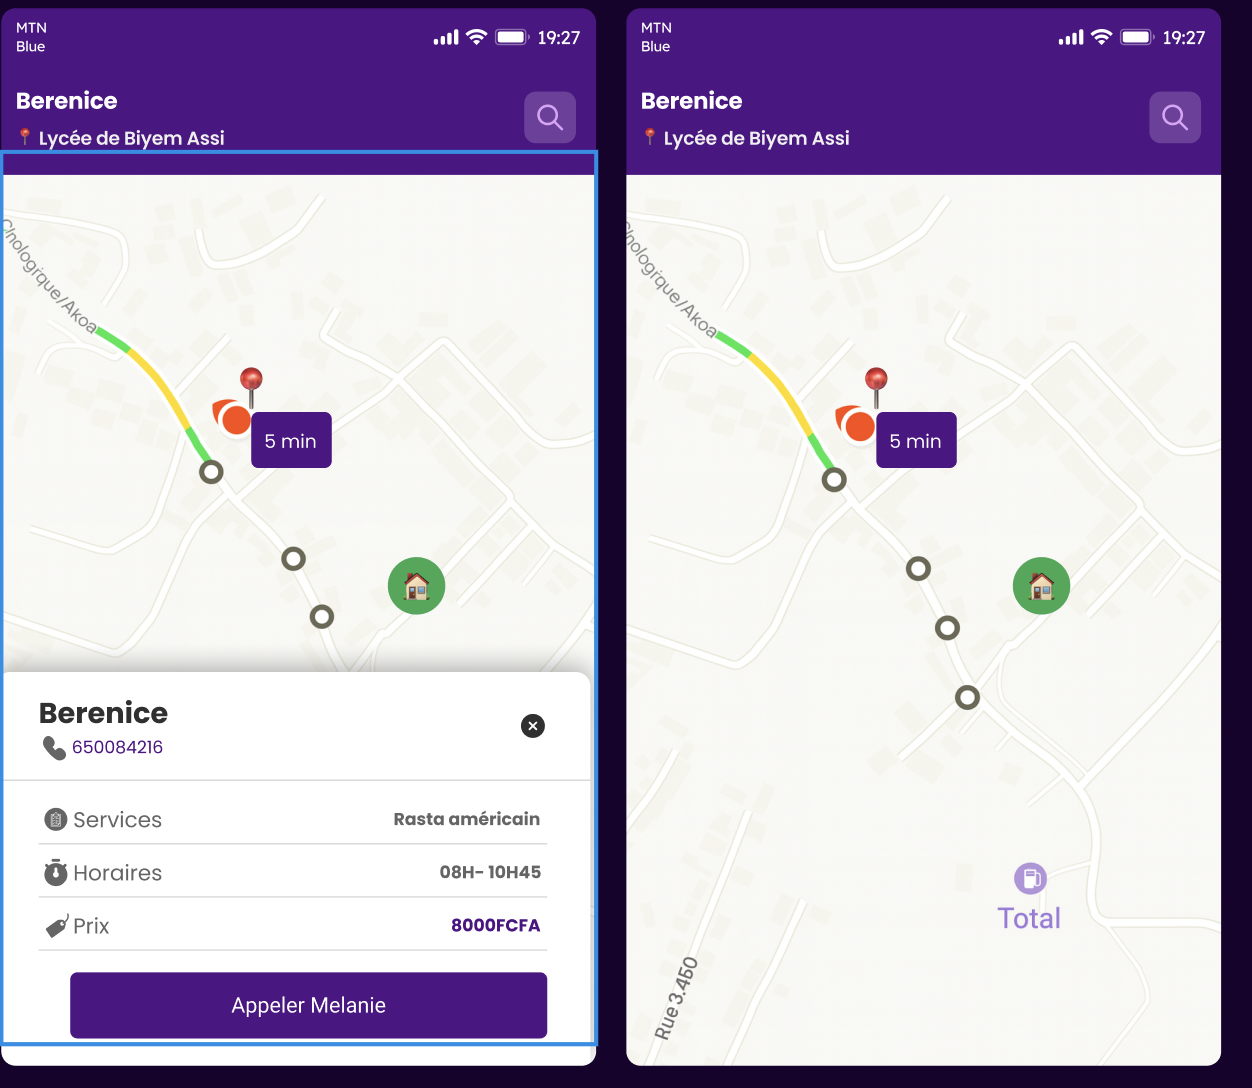 MTN
Blue
19:27
Berenice
Lycée de Biyem Assi
Chologique/Akoa
5 min
Berenice
650084216
Services
Rasta américain
Horaires
08H- 10H45
Prix
8000FCFA
Appeler Melanie
MTN
Blue
19:27
Berenice
Lycée de Biyem Assi
nologique/Akoa
5 min
Total
Rue 3.450